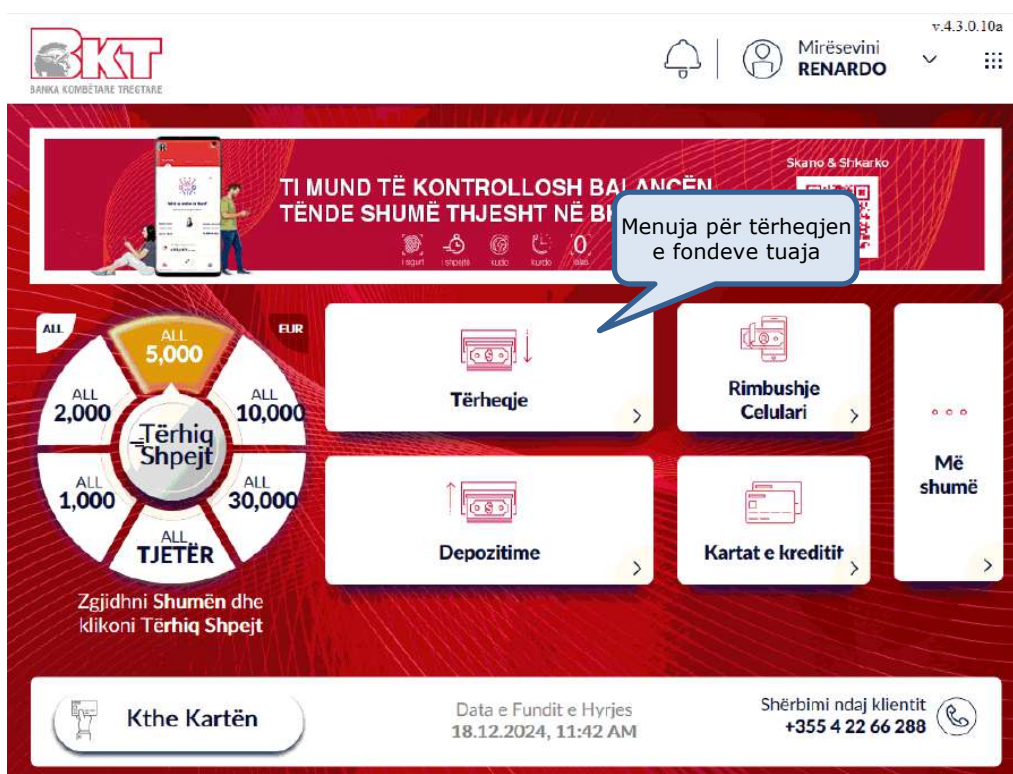 v.4.3.0.10a
BKT
BANKA KOMBËTARE TREGTARE
Mirësevini
RENARDO
Skano & Shkarko
TI MUND TË KONTROLLOSH BALANCËN
TËNDE SHUMË THJESHT NË
Menuja për tërheqjen
e fondeve tuaja
i sigurt
i shpejtë
kudo
kurdo
ALL
EUR
ALL
5,000
ALL
2,000
ALL
10,000
Tërhiq
Shpejt
ALL
1,000
ALL
30,000
ALL
TJETËR
Zgjidhni Shumën dhe
klikoni Tërhiq Shpejt
Tërheqje
Rimbushje
Celulari
Depozitime
Kartat e kreditit
Më
shumë
Kthe Kartën
Data e Fundit e Hyrjes
18.12.2024, 11:42 AM
Shërbimi ndaj klientit
+355 4 22 66 288